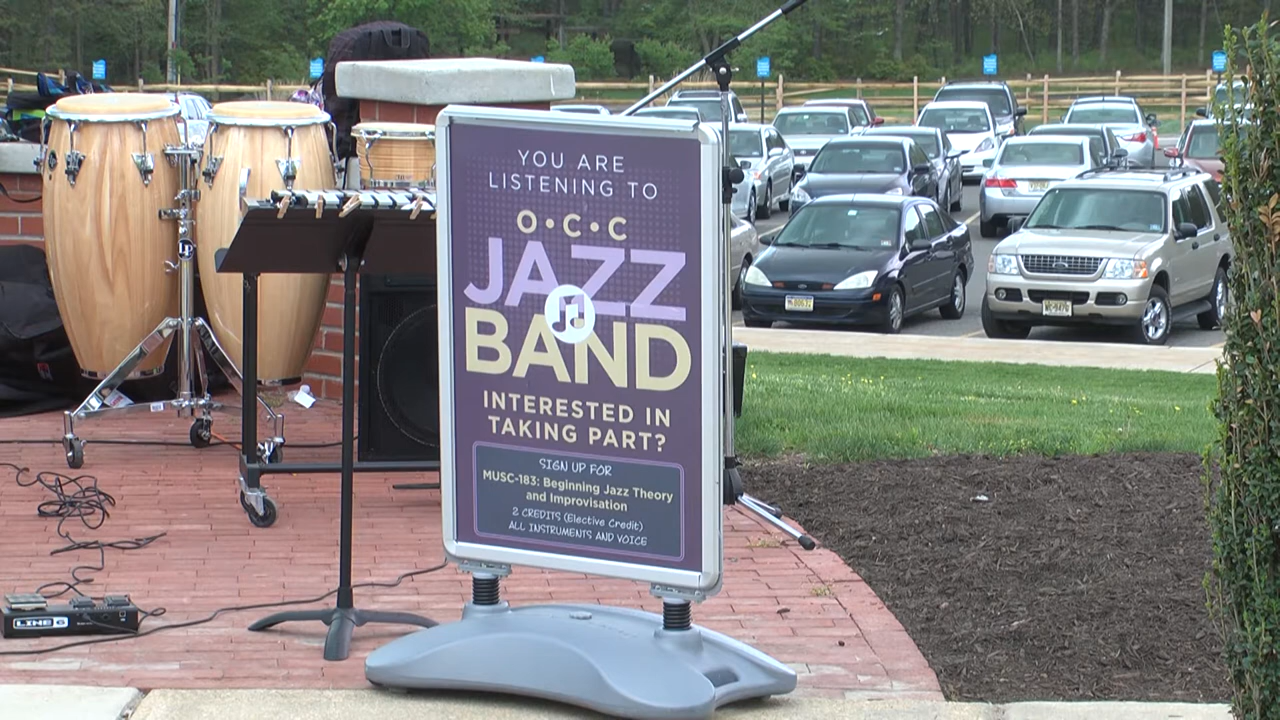 YOU ARE
LISTENING TO
O•C•C
JAZZ
BAND
INTERESTED IN
TAKING PART?
SIGN UP FOR
MUSC-183: Beginning Jazz Theory
and Improvisation
2 CREDITS (Elective Credit)
ALL INSTRUMENTS AND VOICE
LINE 6
LP